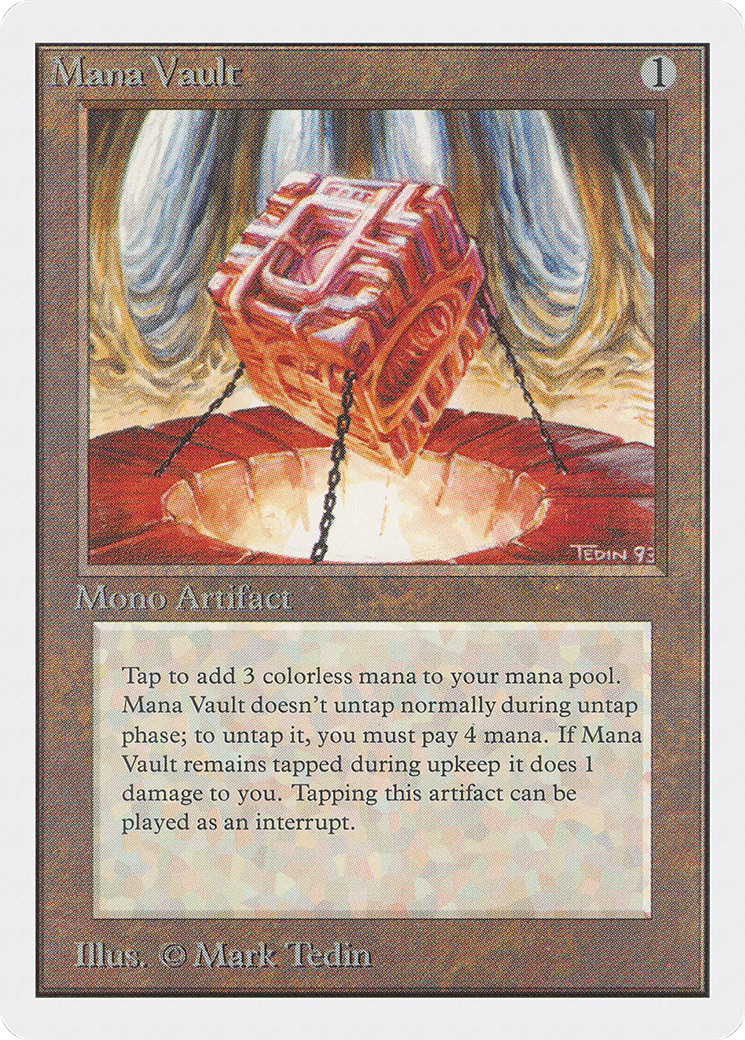 Mana Vault
1
TEDIN 93
Mono Artifact
Tap to add 3 colorless mana to your mana pool.
Mana Vault doesn't untap normally during untap
phase; to untap it, you must pay 4 mana. If Mana
Vault remains tapped during upkeep it does 1
damage to you. Tapping this artifact can be
played as an interrupt.
Illus. © Mark Tedin